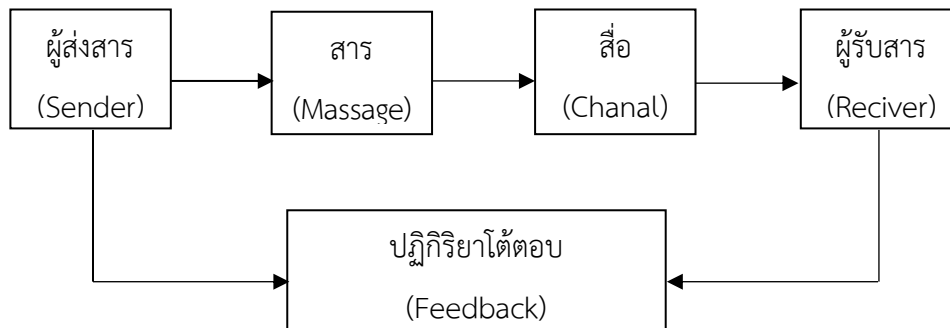 ผู้ส่งสาร
(Sender)
สาร
(Massage)
สื่อ
(Chanal)
ผู้รับสาร
(Reciver)
ปฏิกิริยาโต้ตอบ
(Feedback)